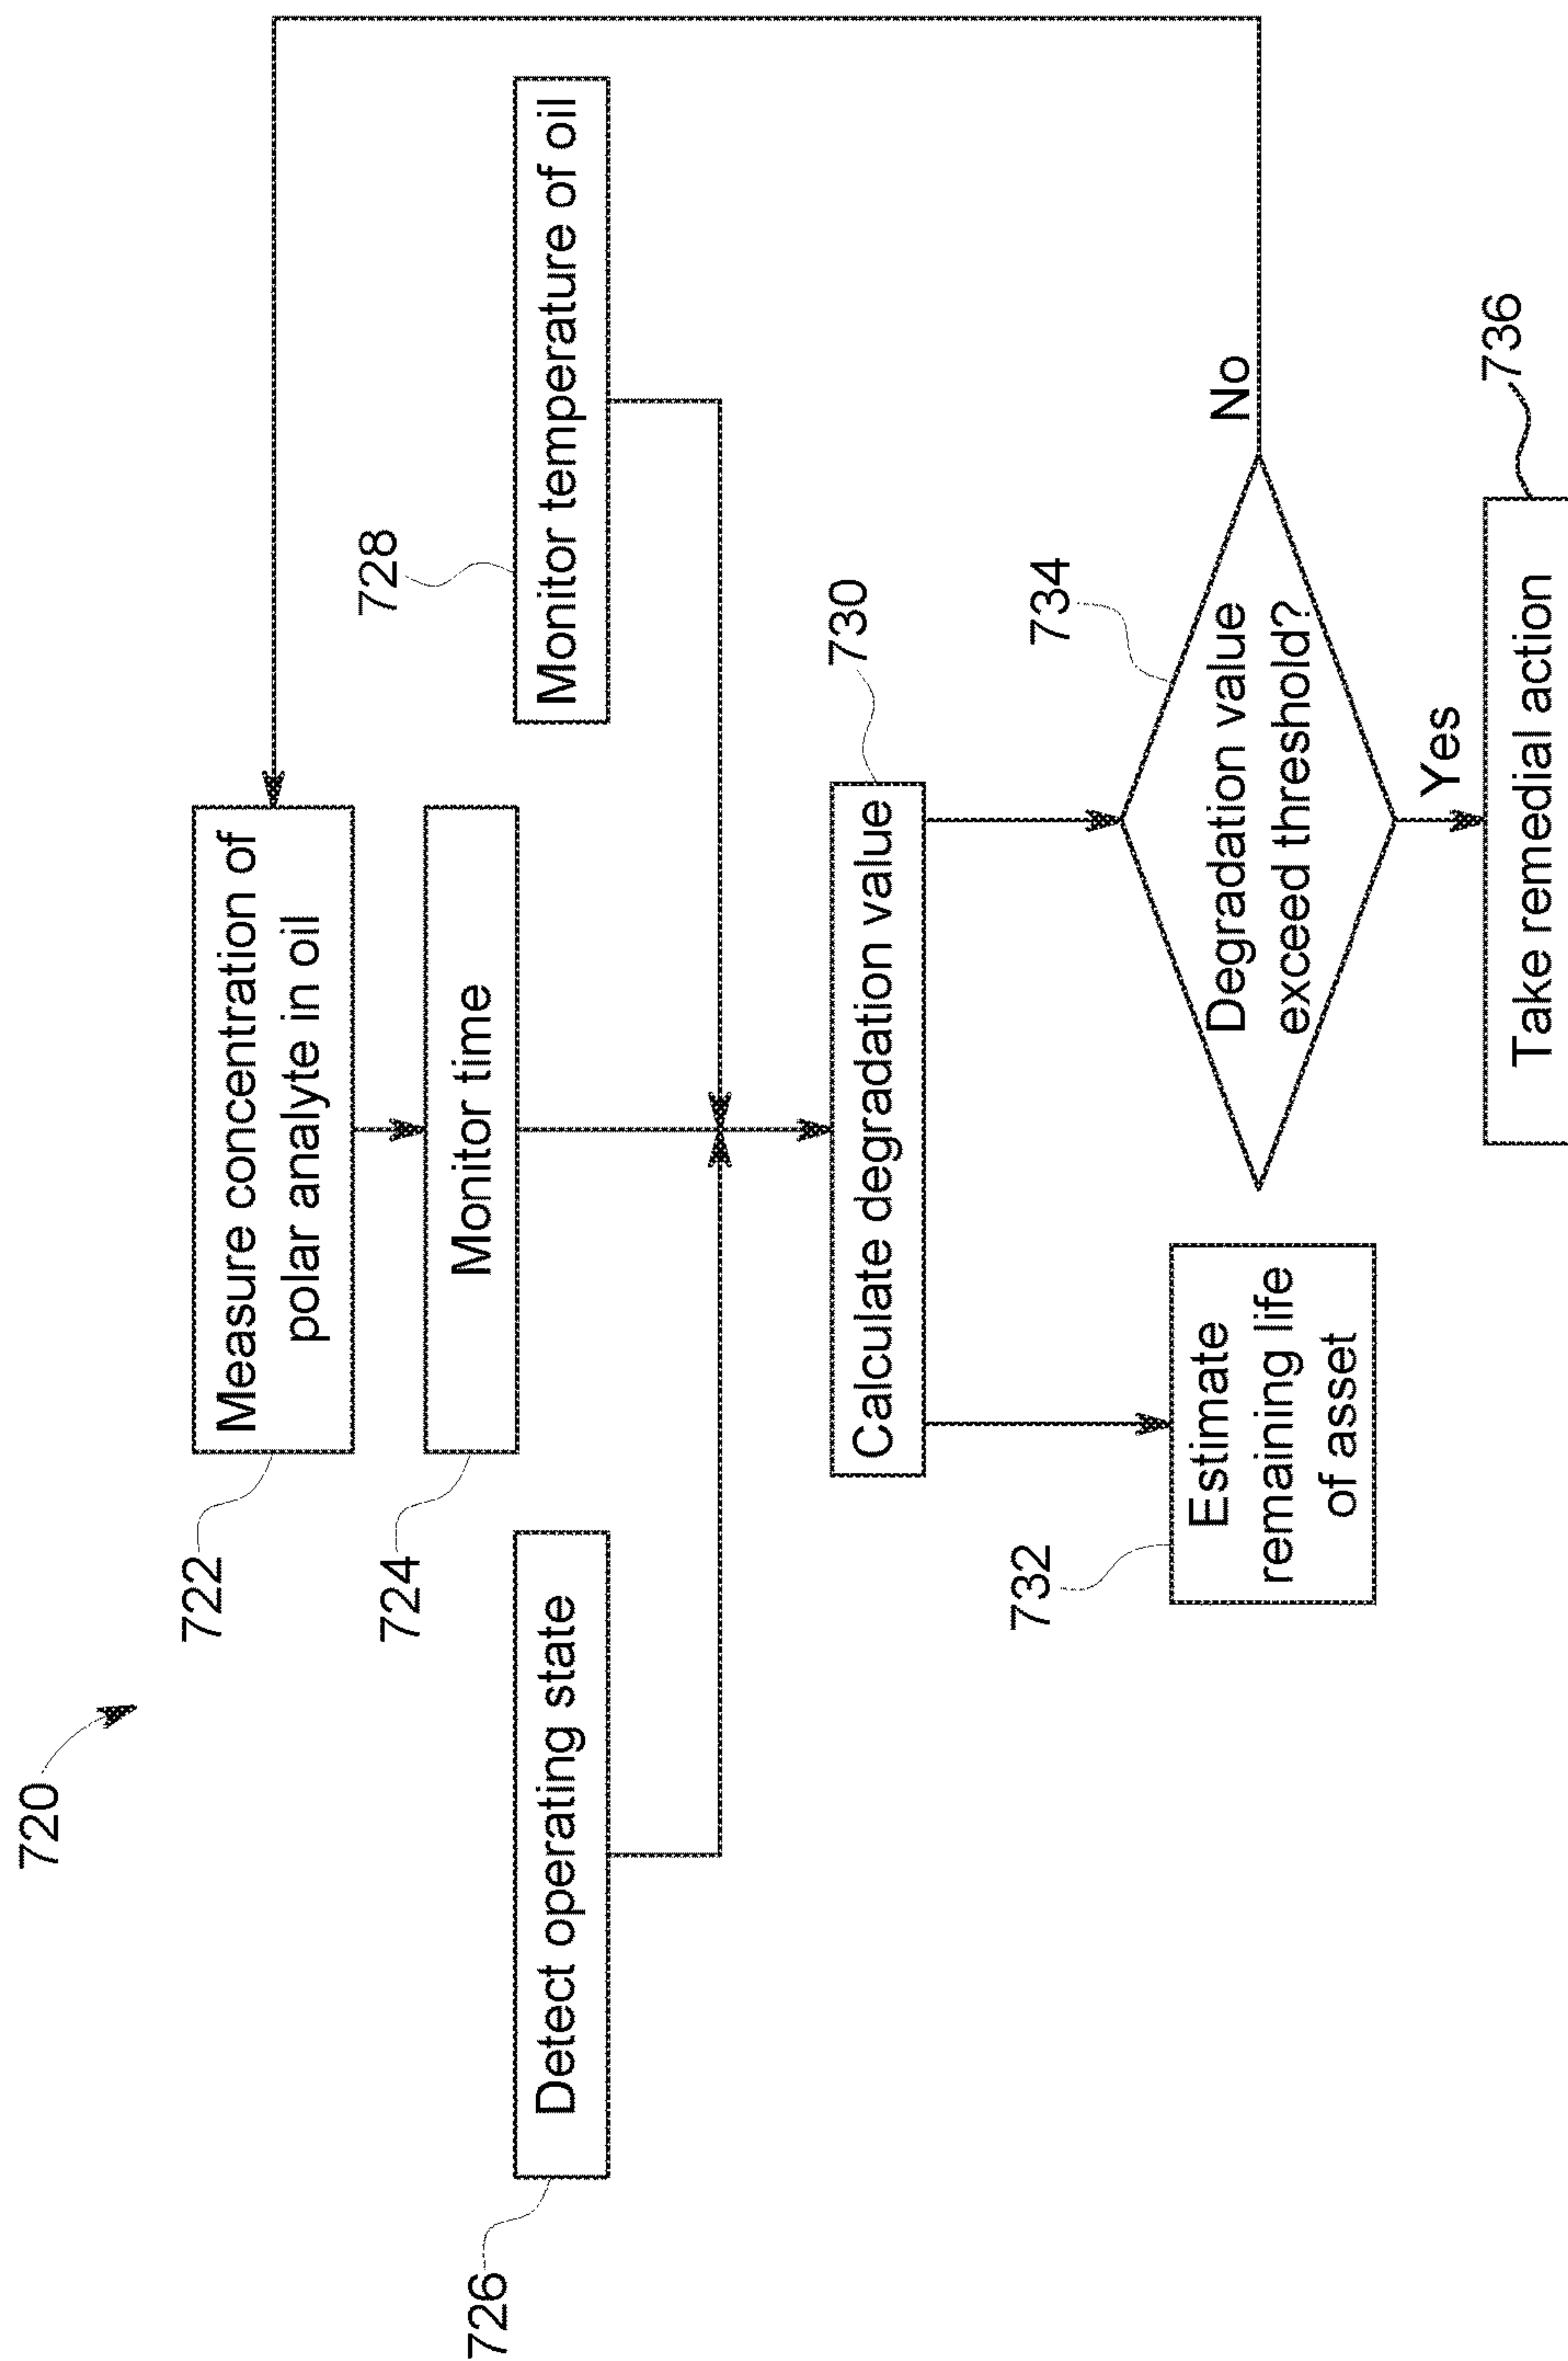 720
722
Measure concentration of
polar analyte in oil
724
Monitor time
726
Detect operating state
728
Monitor temperature of oil
730
Calculate degradation value
732
Estimate
remaining life
of asset
734
Degradation value
exceed threshold?
No
Yes
736
Take remedial action